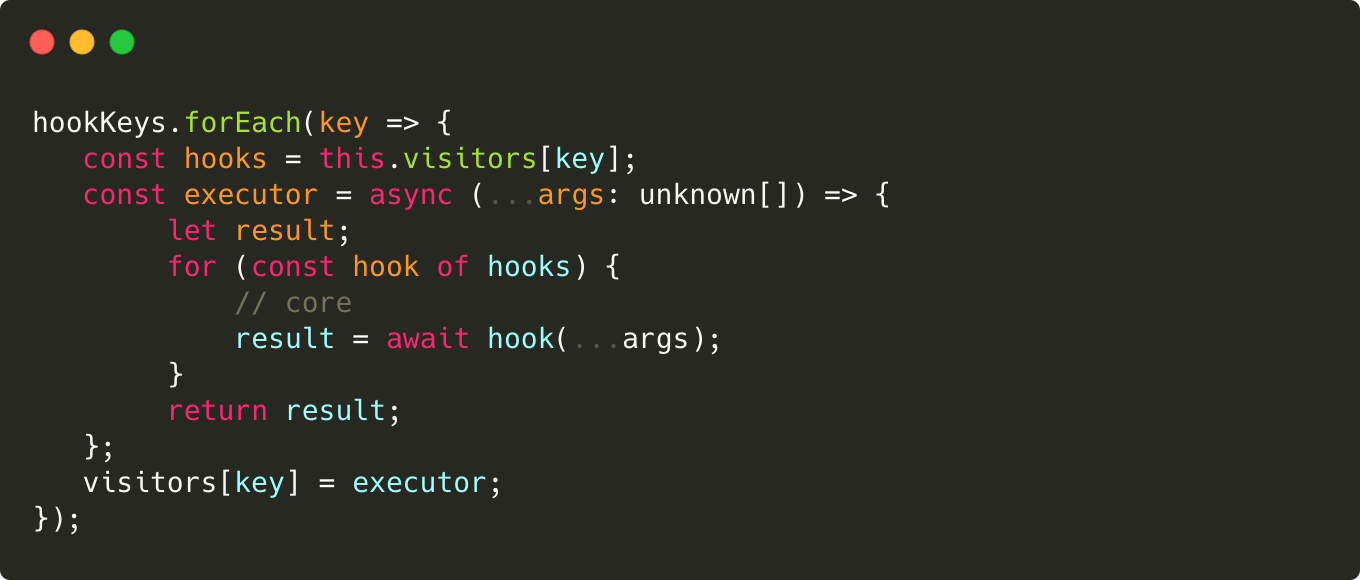 hookKeys.forEach(key => {
   const hooks = this.visitors[key];
   const executor = async (...args: unknown[]) => {
        let result;
        for (const hook of hooks) {
            // core
            result = await hook(...args);
        }
        return result;
   };
   visitors[key] = executor;
});